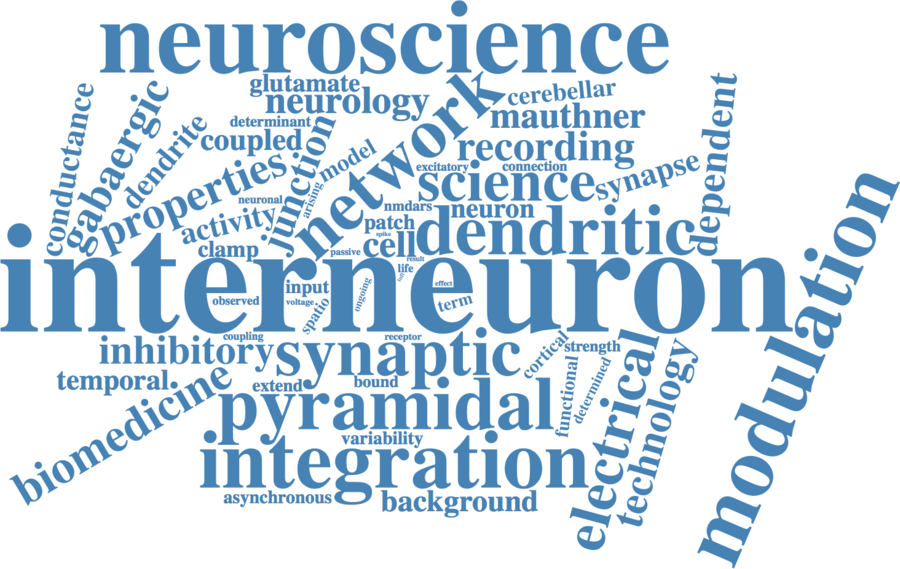 neuroscience
glutamate
neurology
cerebellar
mauthner
conductance
gabaergic
dendrite
determinant
coupled
junction
network
recording
dependent
properties
model
excitatory
connection
science
synapse
arising
neuronal
activity
nmdars
neuron
patch
spike
clamp
passive
cell
dendritic
result
life
interneuron
modulation
input
ongoing
effect
observed
voltage
spatio
term
coupling
receptor
inhibitory
synaptic
cortical
strength
temporal
biomedicine
extend
bound
functional
determined
electrical
technology
pyramidal
variability
integration
asynchronous
background